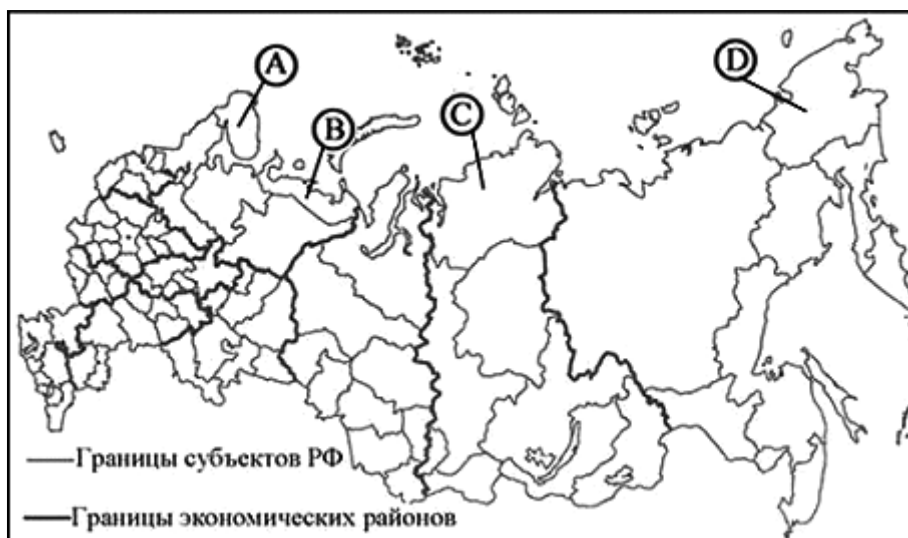 A
B
C
D
Границы субъектов РФ
Границы экономических районов